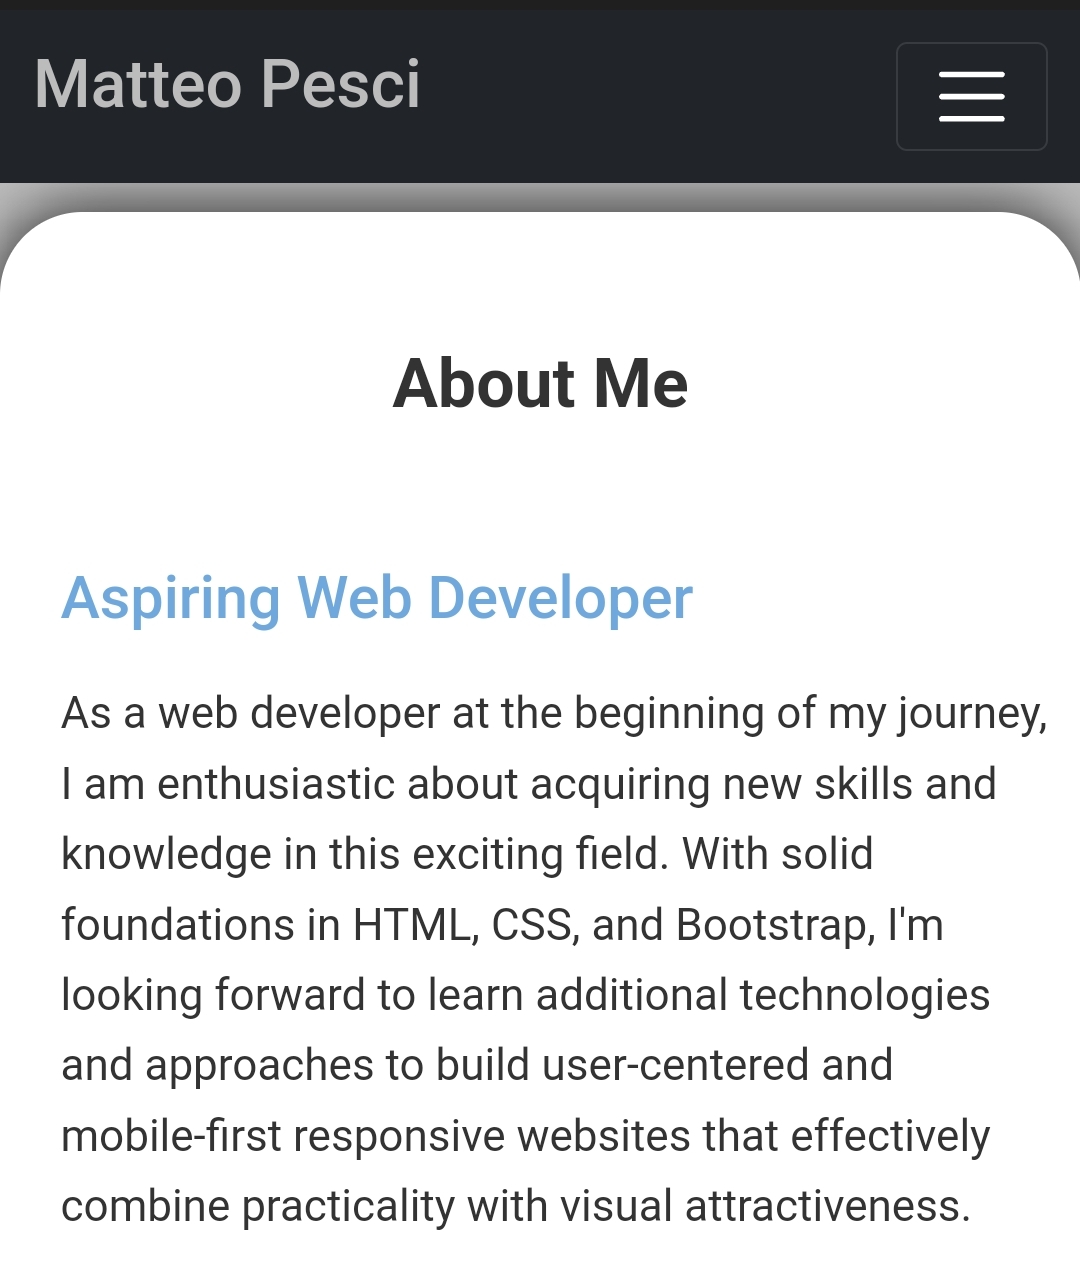 Matteo Pesci
About Me
Aspiring Web Developer
As a web developer at the beginning of my journey,
I am enthusiastic about acquiring new skills and
knowledge in this exciting field. With solid
foundations in HTML, CSS, and Bootstrap, I'm
looking forward to learn additional technologies
and approaches to build user-centered and
mobile-first responsive websites that effectively
combine practicality with visual attractiveness.